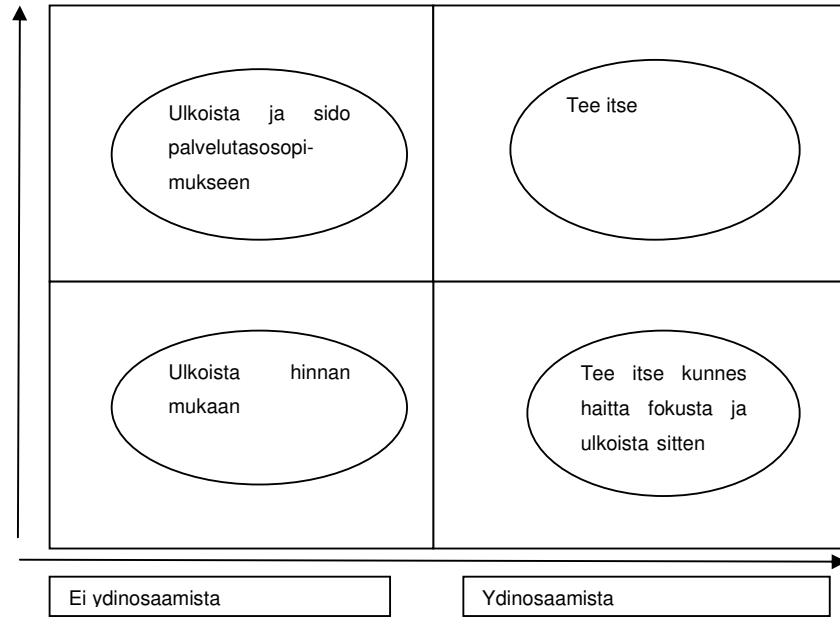 Ulkoista ja sido
palvelutasosopi-
mukseen
Tee itse
Ulkoista hinnan
mukaan
Tee itse kunnes
haitta fokusta ja
ulkoista sitten
Ei ydinosaamista
Ydinosaamista